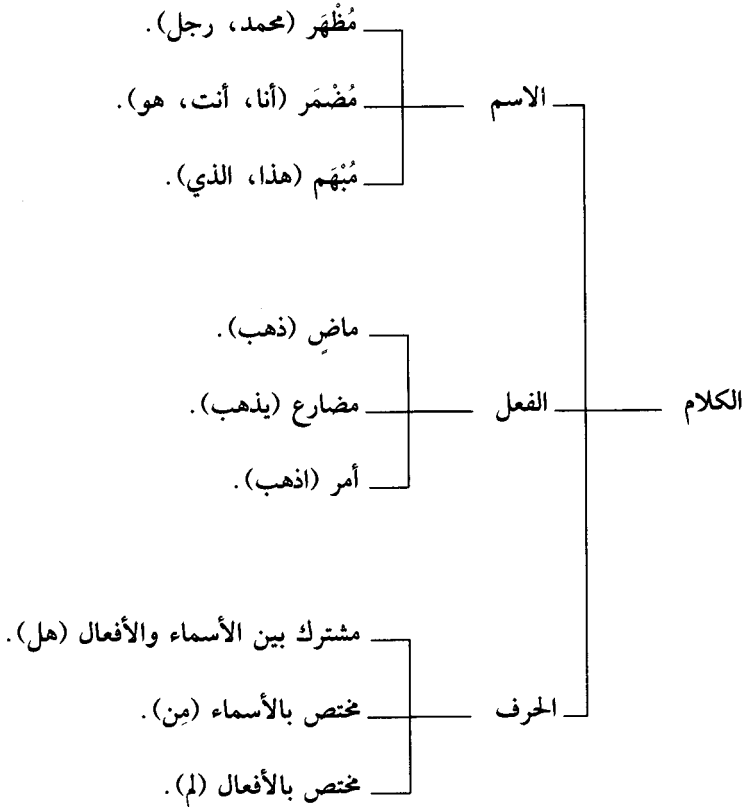 الكلام
الاسم
مُظْهَر (محمد، رجل).
مُضْمَر (أنا، أنت، هو).
مُبْهَم (هذا، الذي).
الفعل
ماضٍ (ذهب).
مضارع (يذهب).
أمر (اذهب).
الحرف
مشترك بين الأسماء والأفعال (هل).
مختص بالأسماء (مِن).
مختص بالأفعال (لم).